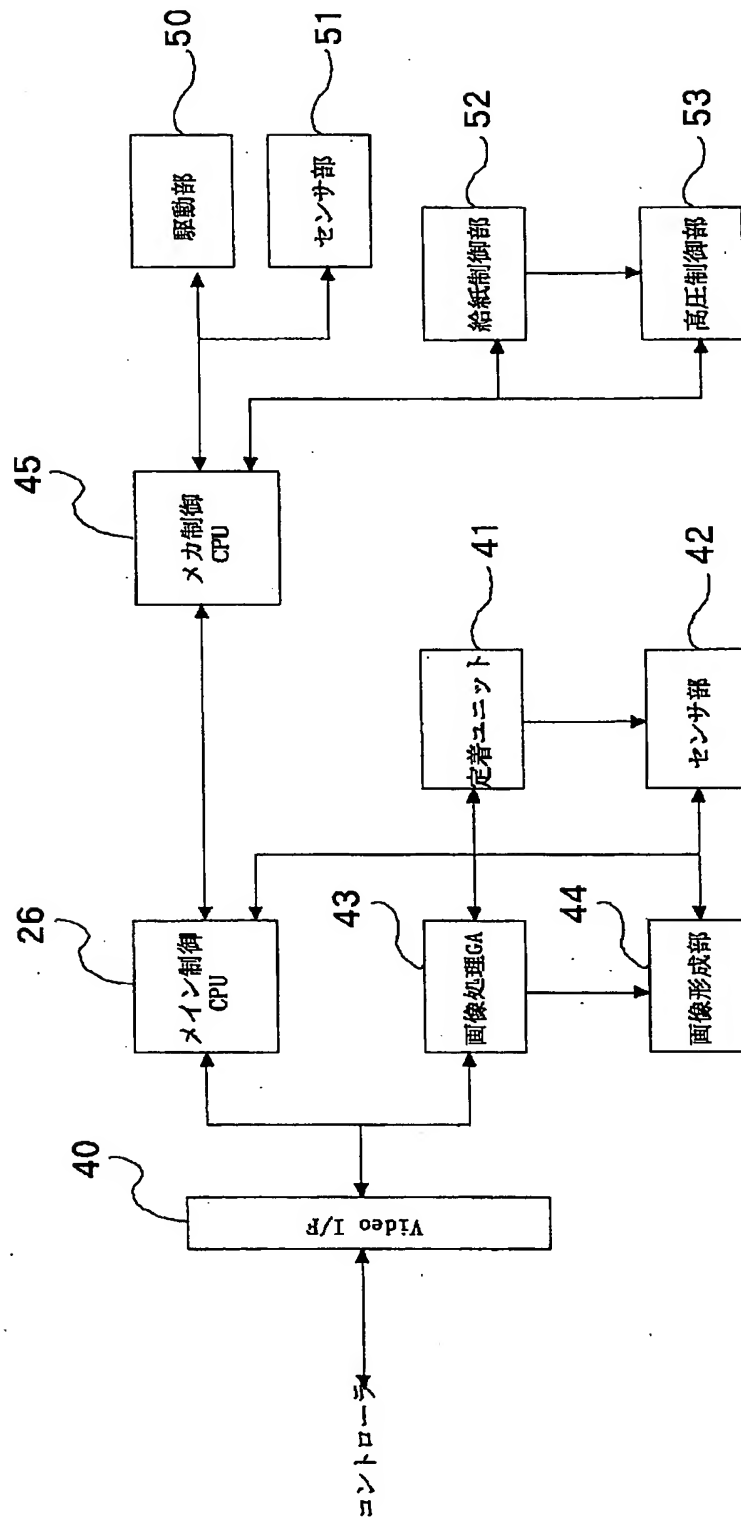 コントローラ
40
Video I/F
26
メイン制御
CPU
43
画像処理GA
44
画像形成部
41
定着ユニット
42
センサ部
45
メカ制御
CPU
50
駆動部
51
センサ部
52
給紙制御部
53
高圧制御部